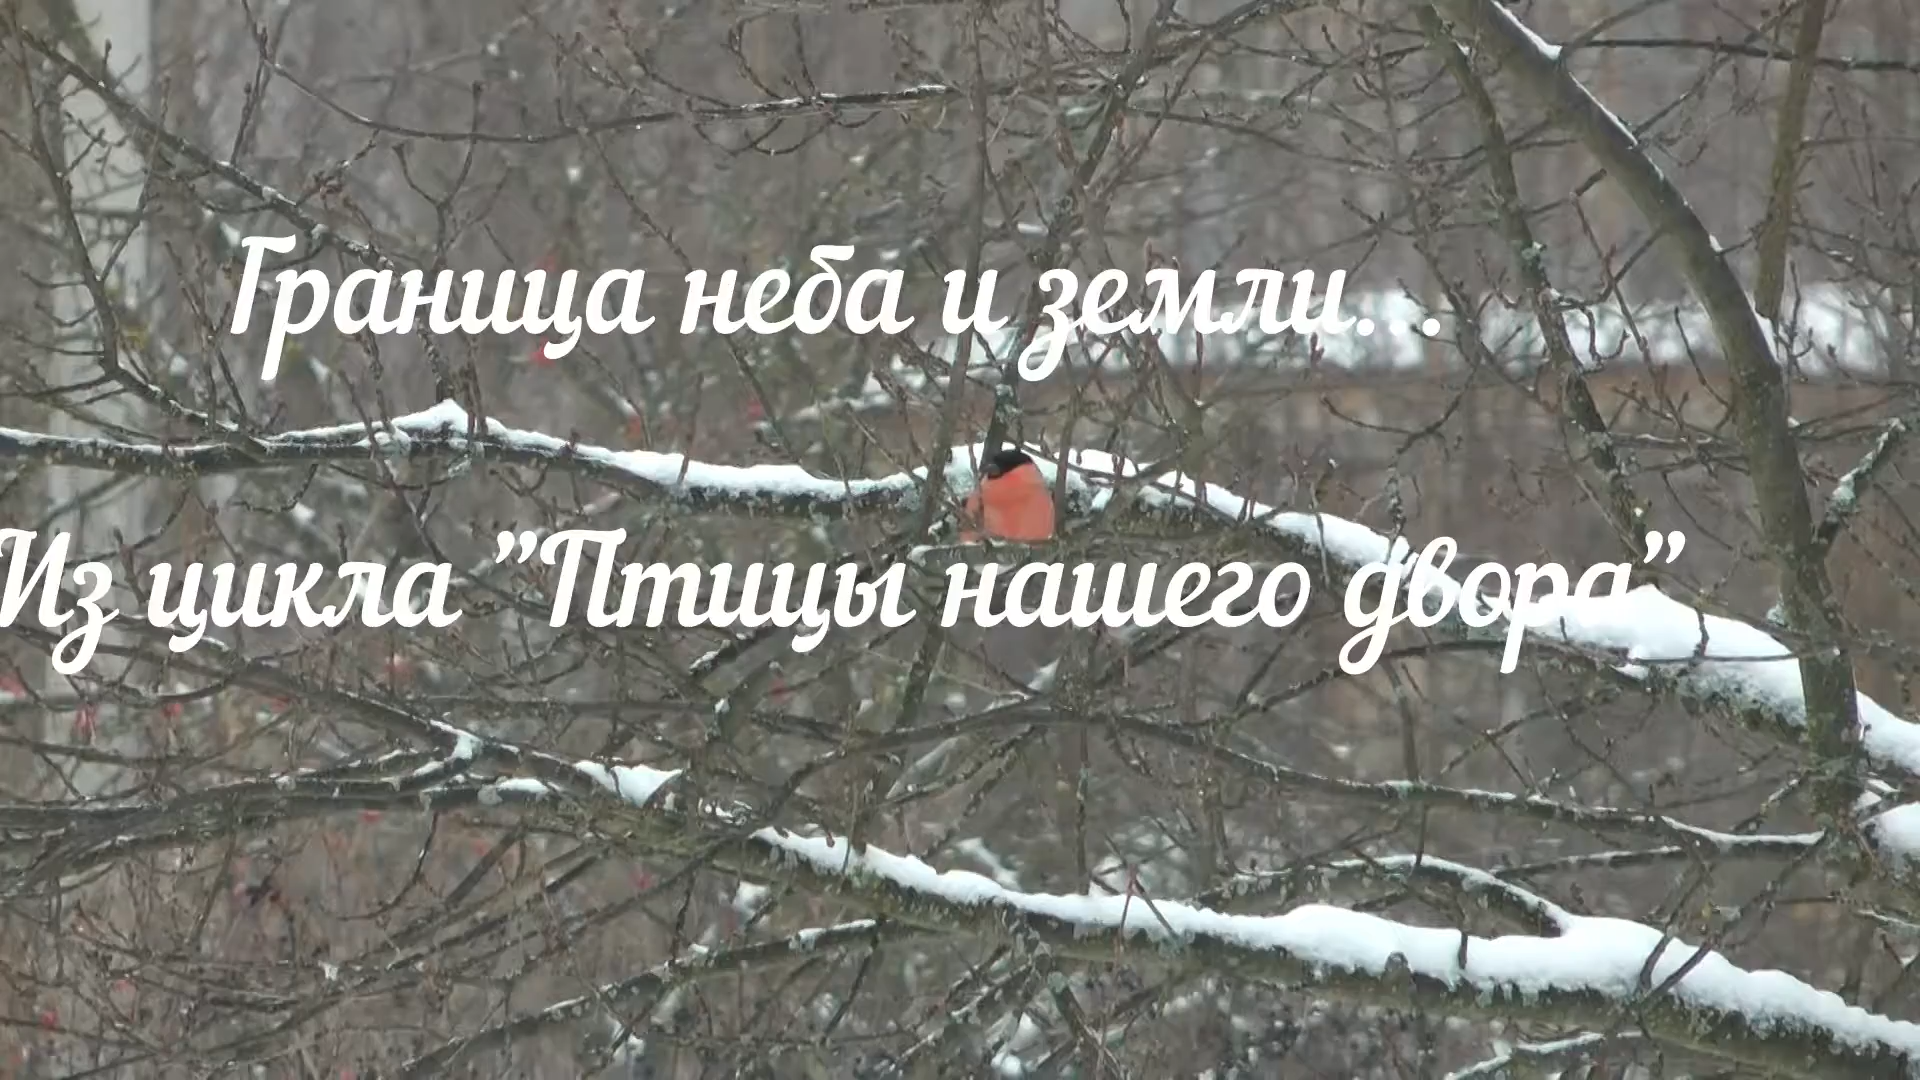 Граница неба и земли...
Из цикла "Птицы нашего двора"